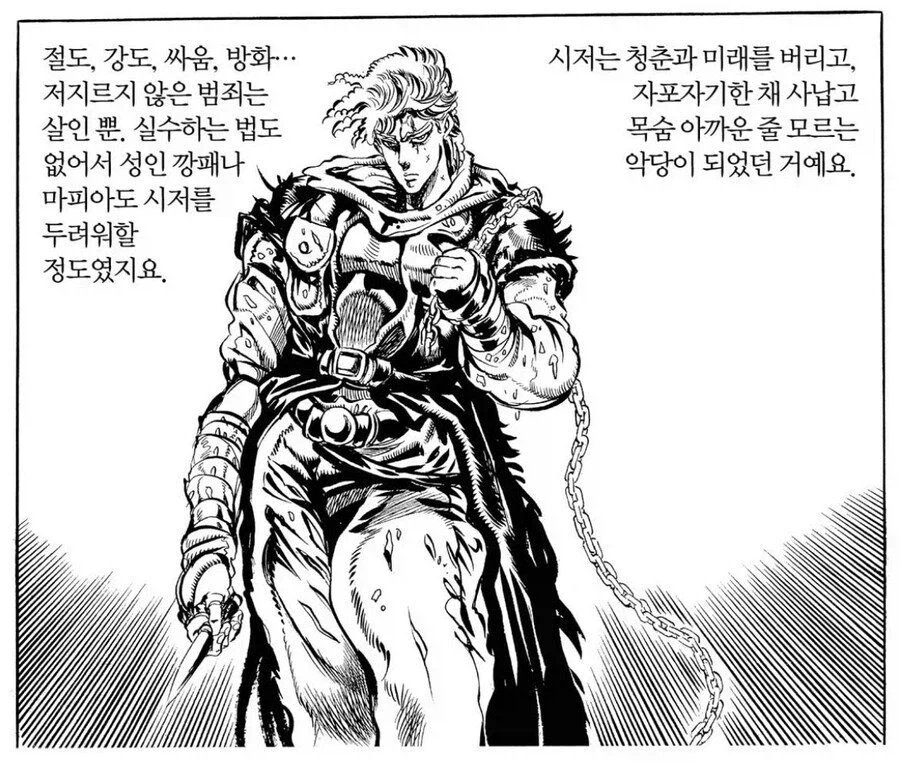 시저는 청춘과 미래를 버리고,
자포자기한 채 사납고
목숨 아까운 줄 모르는
악당이 되었던 거예요.
절도, 강도, 싸움, 방화…
저지르지 않은 범죄는
살인 뿐. 실수하는 법도
없어서 성인 깡패나
마피아도 시저를
두려워할
정도였지요.